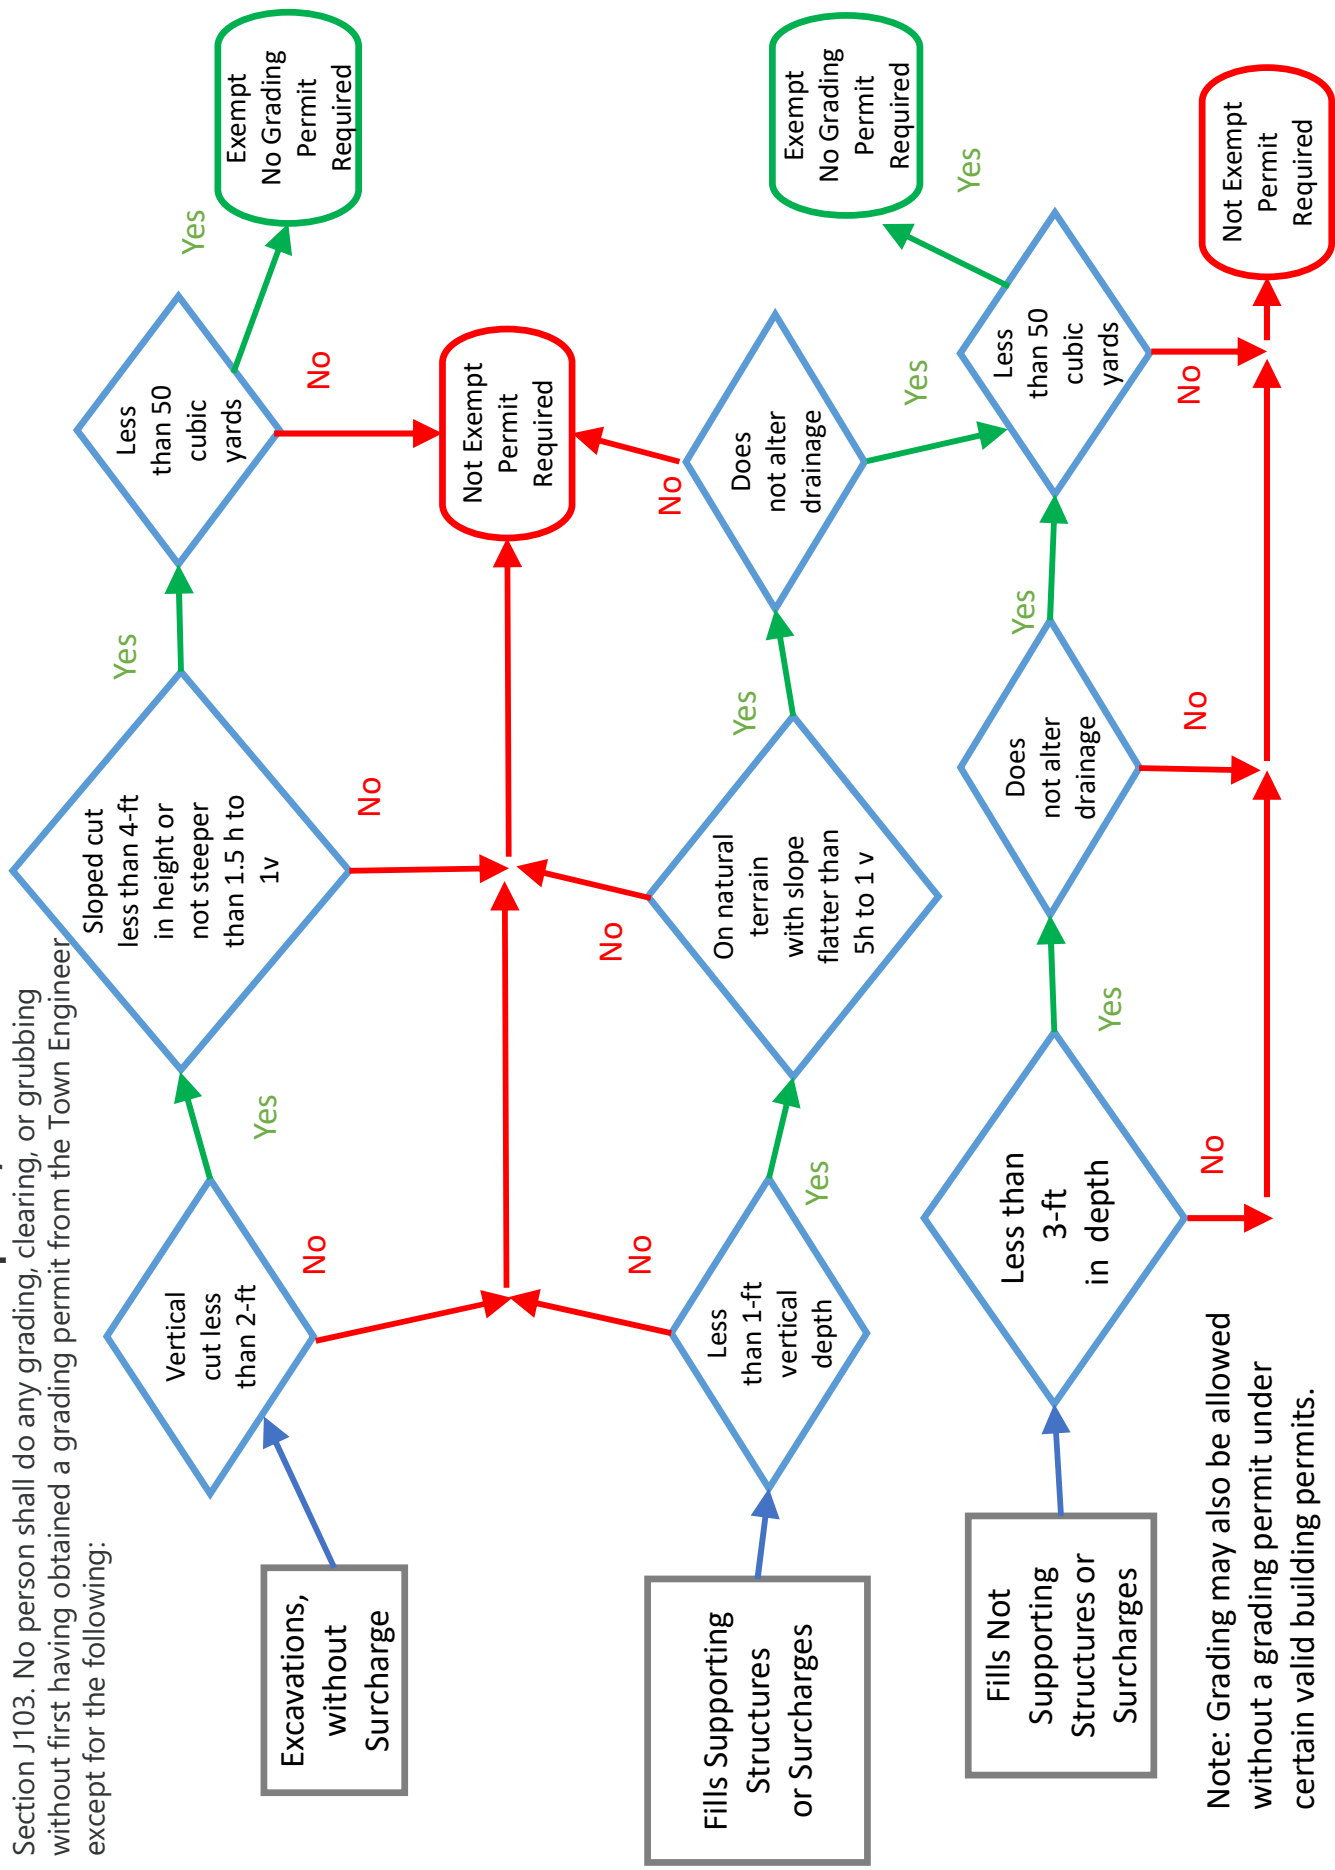 Section J103. No person shall do any grading, clearing, or grubbing
without first having obtained a grading permit from the Town Engineer
except for the following:
Excavations,
without
Surcharge
Vertical
cut less
than 2-ft
Yes
No
Sloped cut
less than 4-ft
in height or
not steeper
than 1.5 h to
1v
Yes
No
Less
than 50
cubic
yards
Yes
No
Exempt
No Grading
Permit
Required
Not Exempt
Permit
Required
Fills Supporting
Structures
or Surcharges
Less
than 1-ft
vertical
depth
No
Yes
On natural
terrain
with slope
flatter than
5h to 1 v
No
Yes
Does
not alter
drainage
No
Yes
Exempt
No Grading
Permit
Required
Fills Not
Supporting
Structures or
Surcharges
Less than
3-ft
in depth
Yes
No
Does
not alter
drainage
Yes
No
Less
than 50
cubic
yards
Yes
No
Not Exempt
Permit
Required
Note: Grading may also be allowed
without a grading permit under
certain valid building permits.